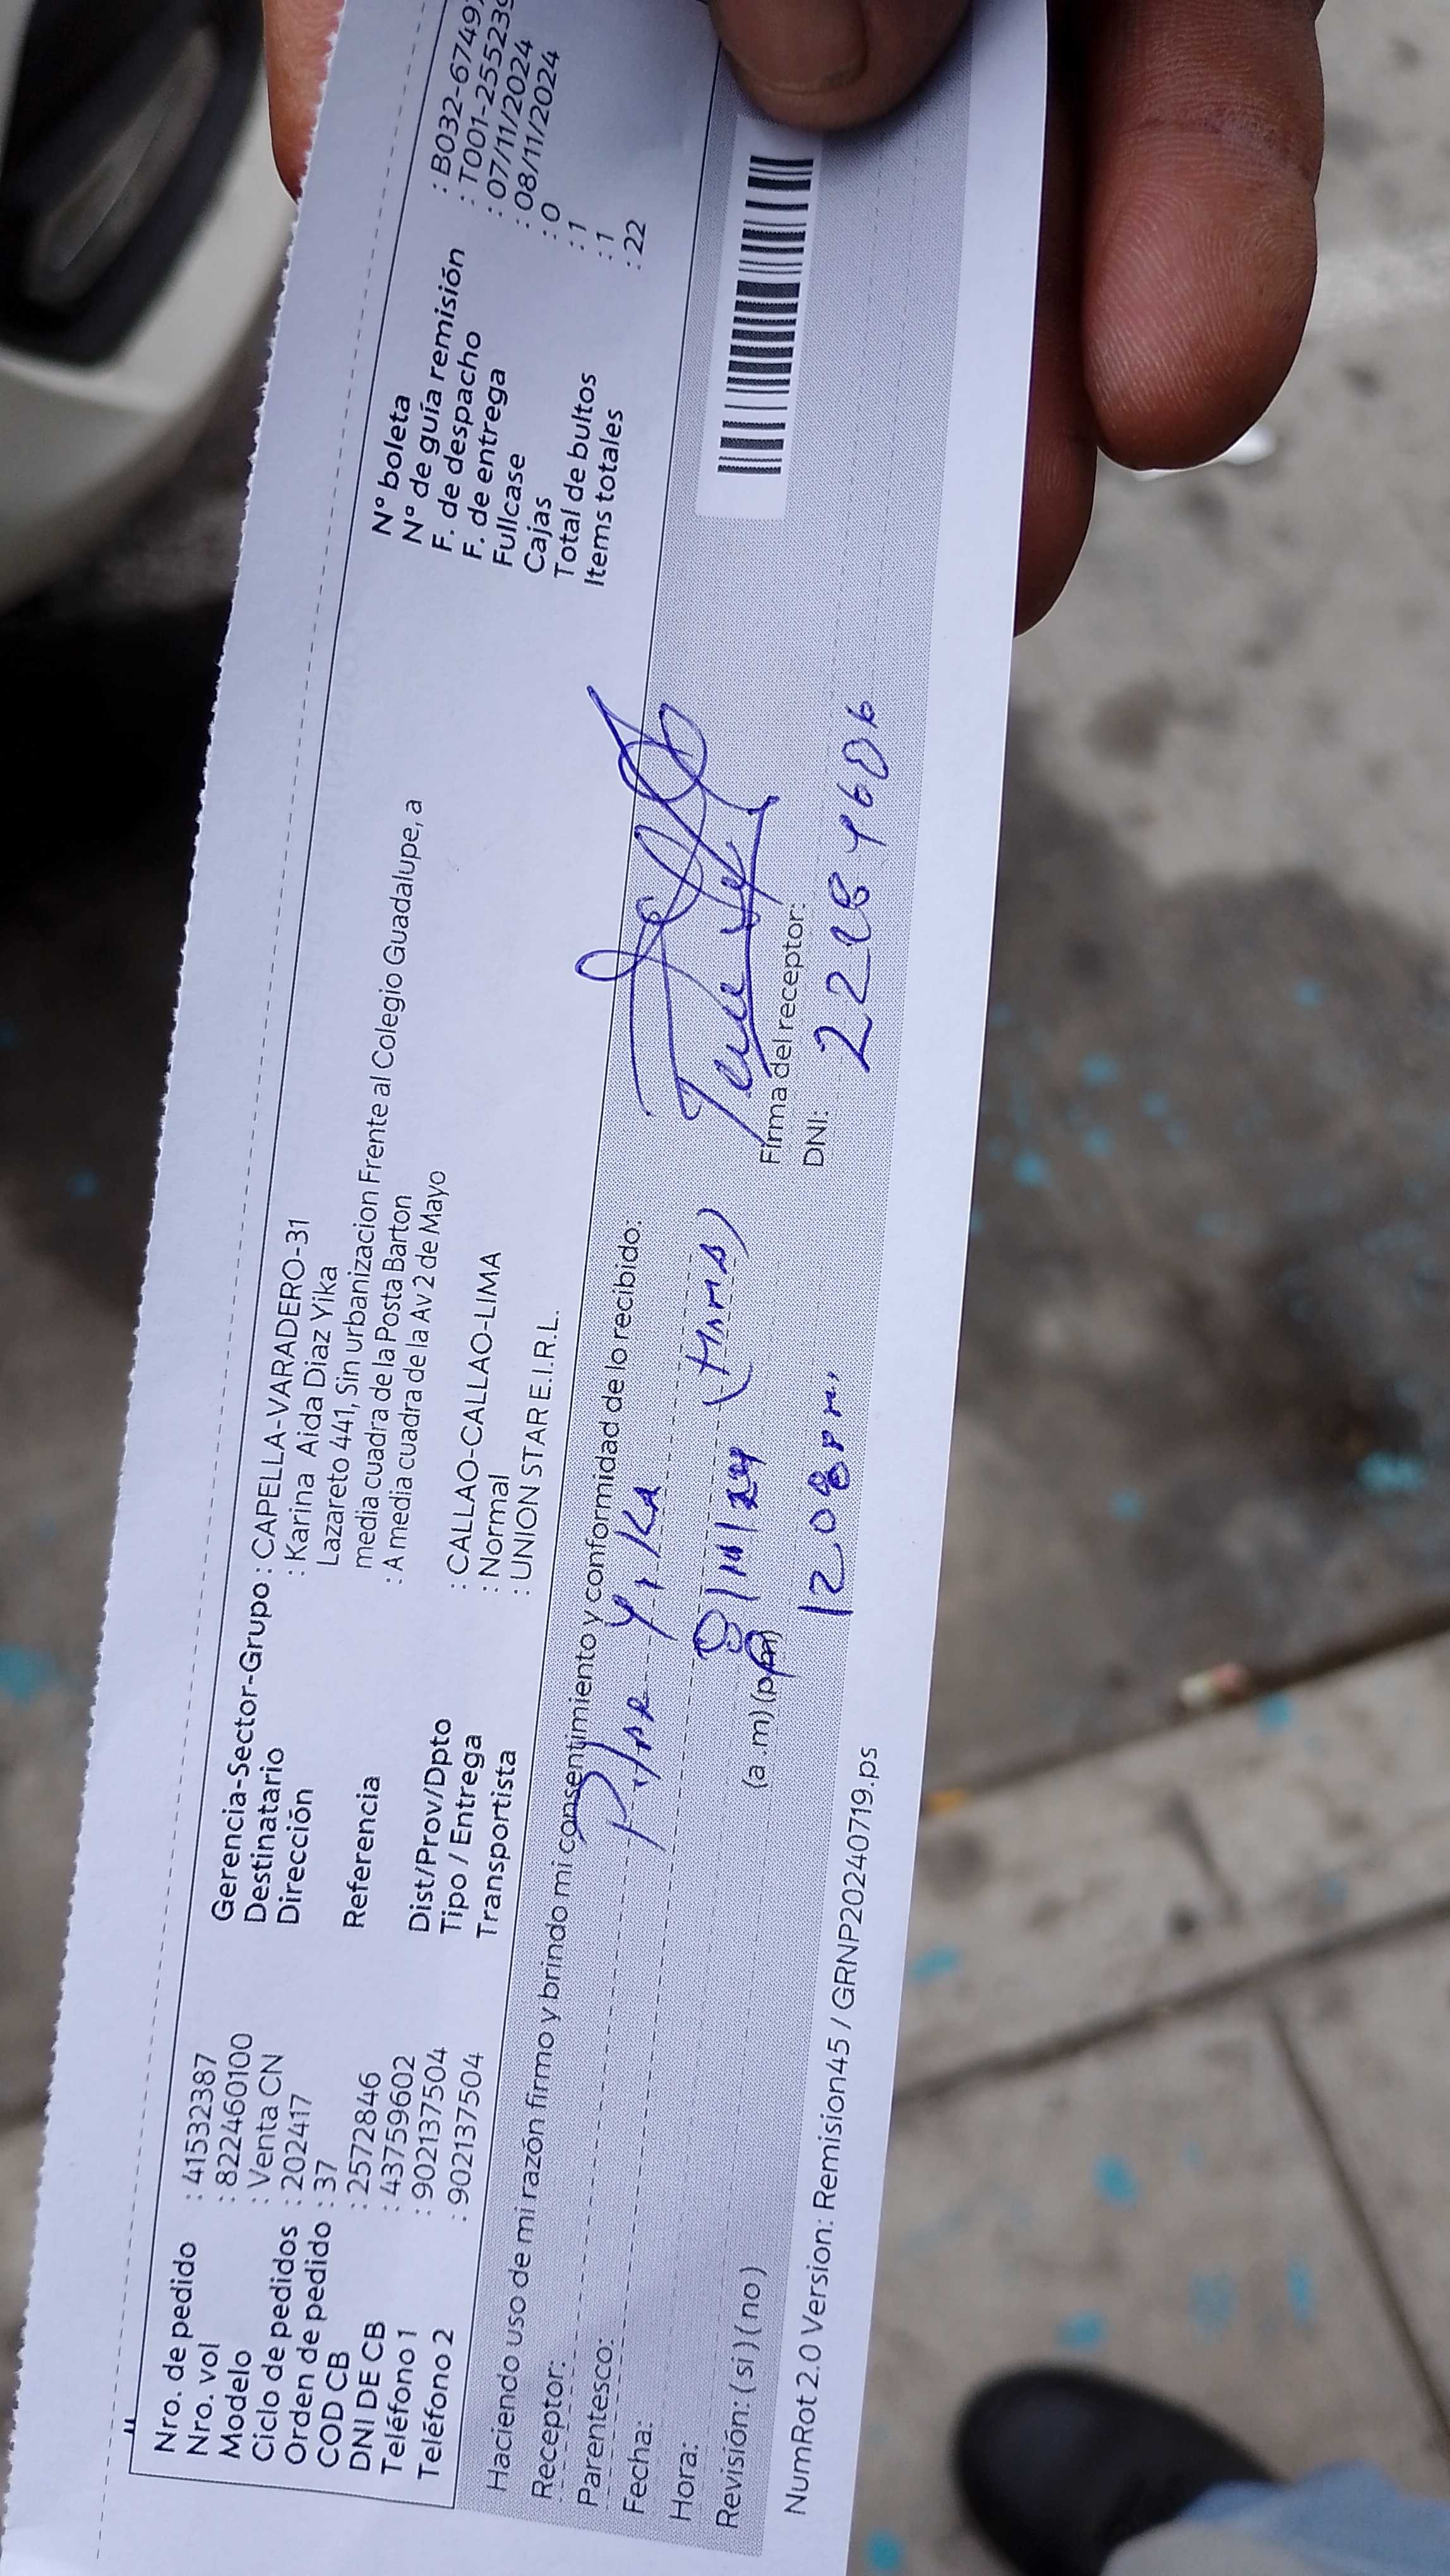 Nro. de pedido : 41532387
Nro. vol : 822460100
Modelo : Venta CN
Ciclo de pedidos : 202417
Orden de pedido : 37
COD CB : 2572846
DNI DE CB : 43759602
Teléfono 1 : 902137504
Teléfono 2 : 902137504
Gerencia-Sector-Grupo : CAPELLA-VARADERO-31
Destinatario : Karina Aida Diaz Yika
Dirección Lazareto 441, Sin urbanizacion Frente al Colegio Guadalupe, a
media cuadra de la Posta Barton
Referencia : A media cuadra de la Av 2 de Mayo
Dist/Prov/Dpto : CALLAO-CALLAO-LIMA
Tipo / Entrega : Normal
Transportista : UNION STAR E.I.R.L.
N° boleta : B032-67497
N° de guía remisión : T001-255239
F. de despacho : 07/11/2024
F. de entrega : 08/11/2024
Fullcase : 0
Cajas : 1
Total de bultos : 1
Items totales : 22
Haciendo uso de mi razón firmo y brindo mi consentimiento y conformidad de lo recibido:
Receptor: Pilar Yika
Parentesco:
Fecha: 8/11/24
Hora: (a.m) (p.m) 12 08 p.m.
Revisión: (si) (no)
Firma del receptor:
DNI:
NumRot 2.0 Version: Remision45 / GRNP20240719.ps